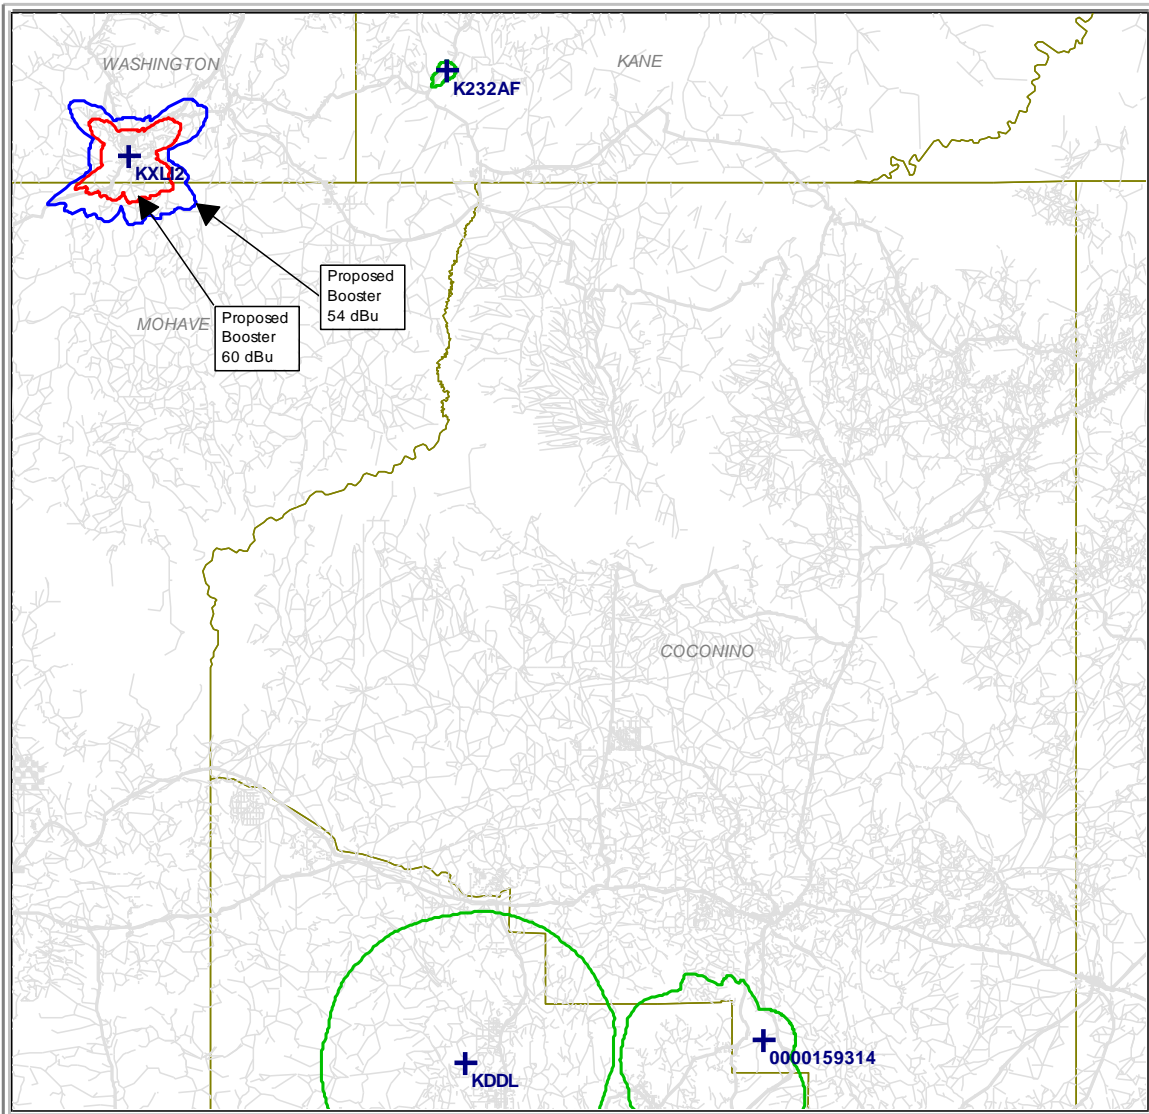 WASHINGTON
KANE
K232AF
KXLI2
Proposed
Booster
54 dBu
MOHAVE
Proposed
Booster
60 dBu
COCONINO
0000159314
KDDL